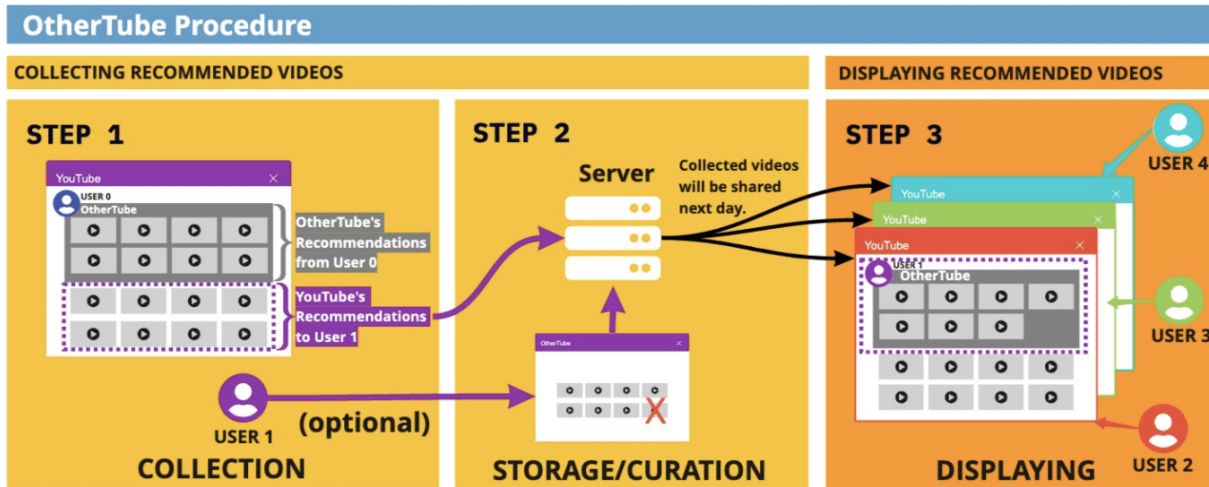 OtherTube Procedure
COLLECTING RECOMMENDED VIDEOS
DISPLAYING RECOMMENDED VIDEOS
STEP 1
YouTube
USER 0
OtherTube
OtherTube's
Recommendations
from User 0
YouTube's
Recommendations
to User 1
USER 1
(optional)
COLLECTION
STEP 2
Server
Collected videos
will be shared
next day.
OtherTube
STORAGE/CURATION
STEP 3
USER 4
YouTube
YouTube
YouTube
USER 1
OtherTube
USER 3
USER 2
DISPLAYING